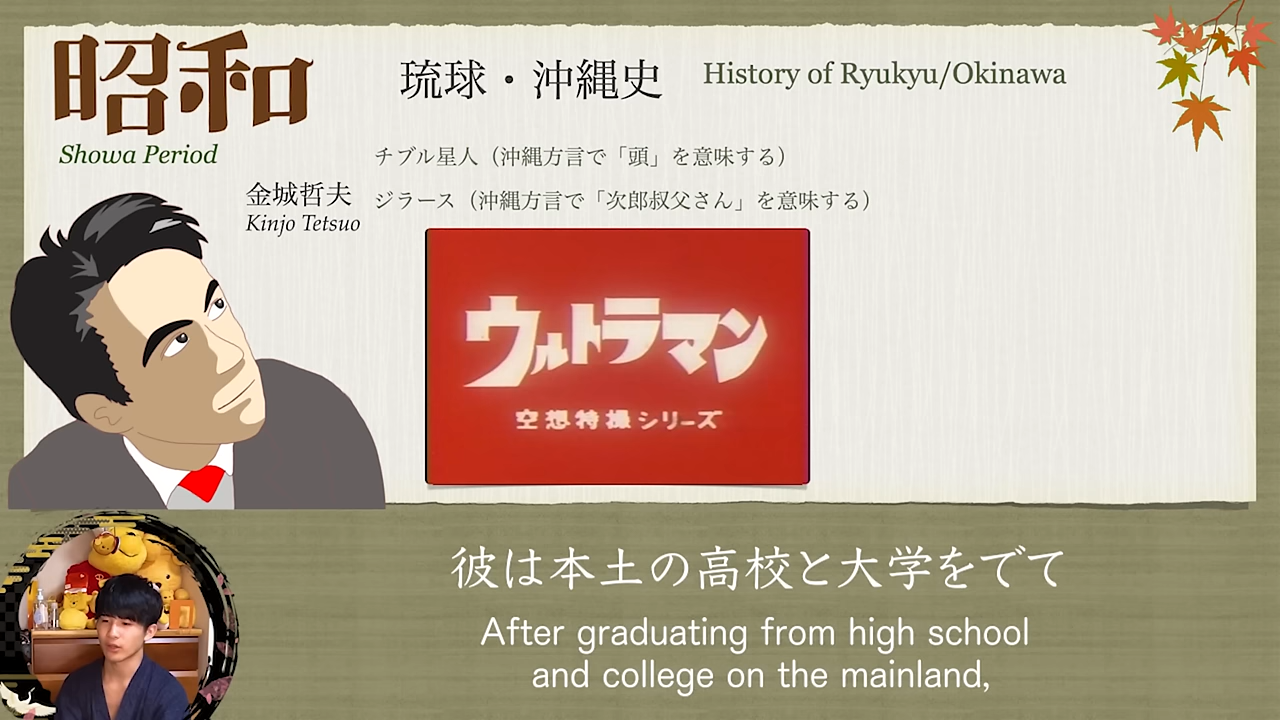 昭和
Showa Period
琉球・沖縄史
History of Ryukyu/Okinawa
チブル星人（沖縄方言で「頭」を意味する）
ジラース（沖縄方言で「次郎叔父さん」を意味する）
金城哲夫
Kinjo Tetsuo
ウルトラマン
空想特撮シリーズ
彼は本土の高校と大学をでて
After graduating from high school
and college on the mainland,